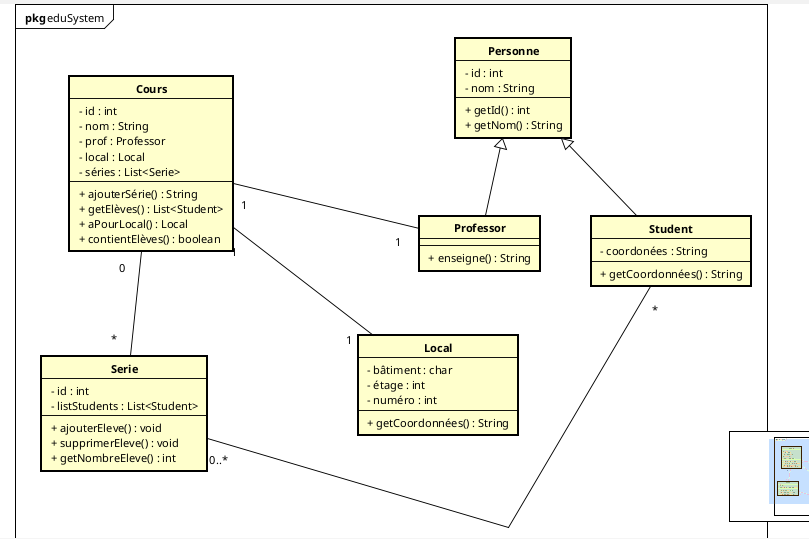 pkg eduSystem
Personne
- id : int
- nom : String
+ getId() : int
+ getNom() : String
Cours
- id : int
- nom : String
- prof : Professor
- local : Local
- séries : List<Serie>
+ ajouterSérie() : String
+ getElèves() : List<Student>
+ aPourLocal() : Local
+ contientElèves() : boolean
1
1
Professor
+ enseigne() : String
Student
- coordonées : String
+ getCoordonnées() : String
1
0
*
*
1
Local
- bâtiment : char
- étage : int
- numéro : int
+ getCoordonnées() : String
Serie
- id : int
- listStudents : List<Student>
+ ajouterEleve() : void
+ supprimerEleve() : void
+ getNombreEleve() : int
0..*